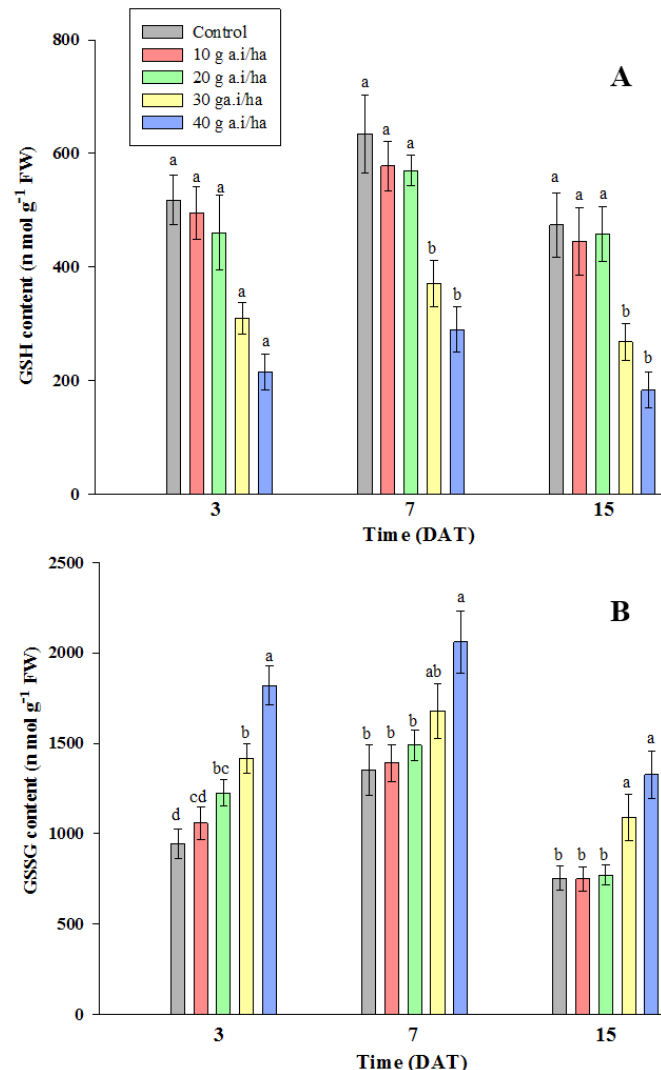 800
600
400
200
0
GSH content (n mol g⁻¹ FW)
Control
10 g a.i/ha
20 g a.i/ha
30 ga.i/ha
40 g a.i/ha
A
a a a a a
a a a b b
a a a b b
3 7 15
Time (DAT)
2500
2000
1500
1000
500
0
GSSG content (n mol g⁻¹ FW)
B
d cd bc b a
b b b ab a
b b b a a
3 7 15
Time (DAT)